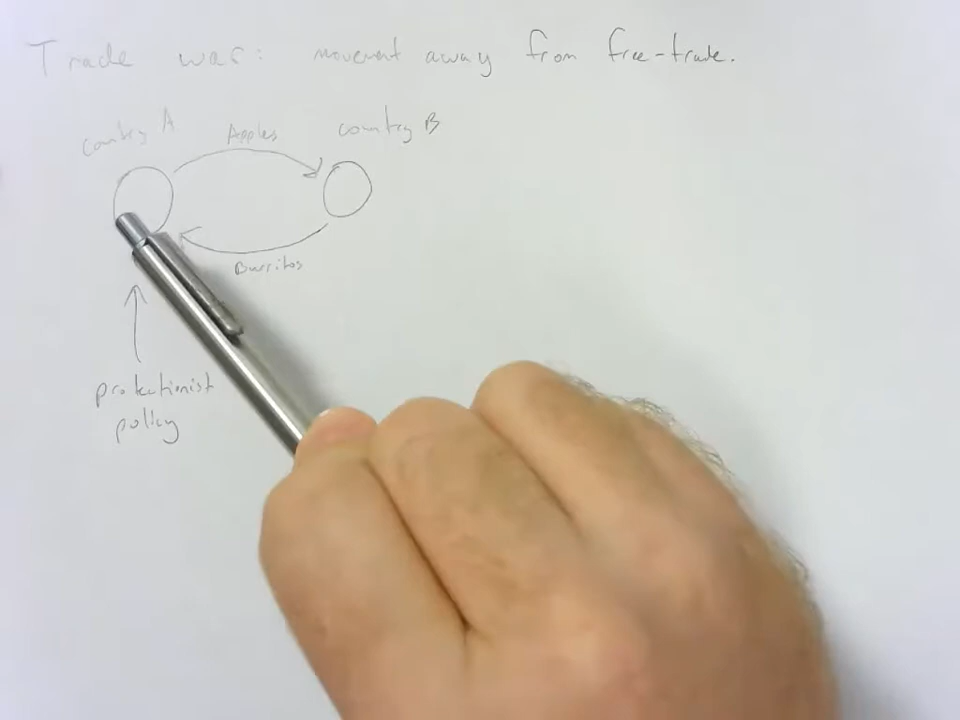 Trade war: movement away from free-trade.
country A
Apples
country B
Burritos
protectionist
policy